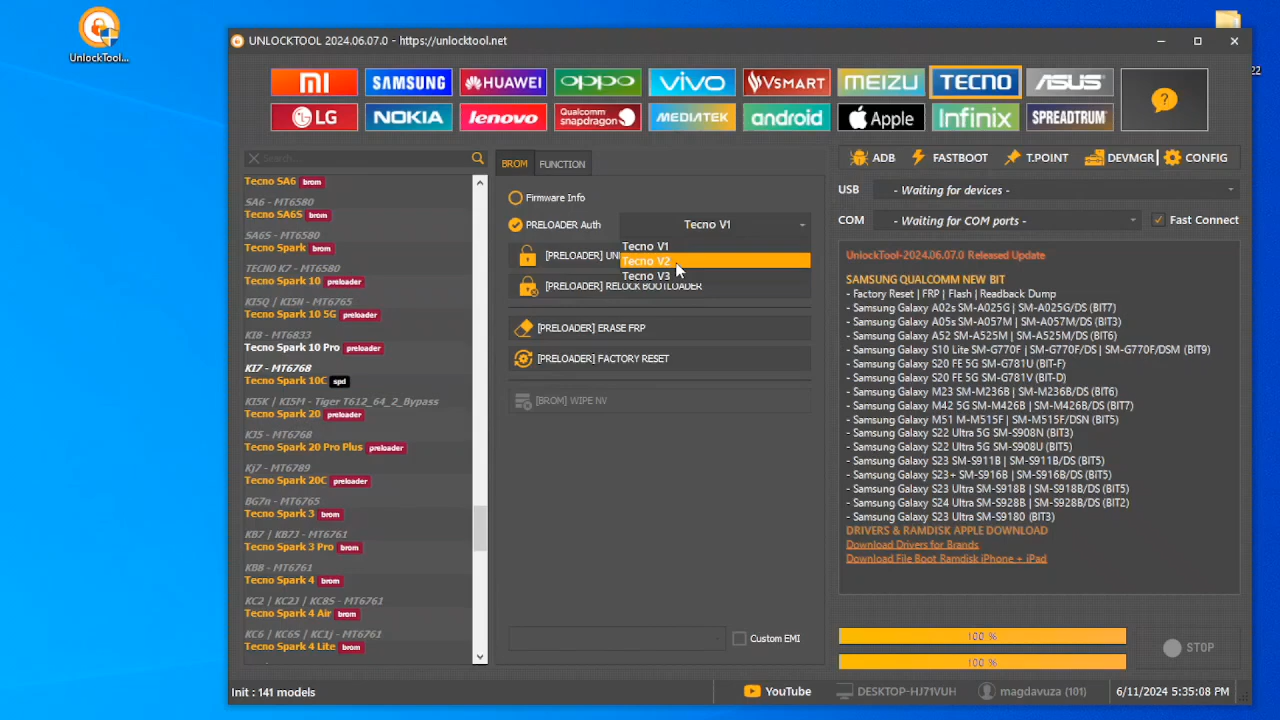 UnlockTool...
UNLOCKTOOL 2024.06.07.0 - https://unlocktool.net
MI SAMSUNG HUAWEI OPPO vivo VSMART MEIZU TECNO ASUS
LG NOKIA lenovo Qualcomm snapdragon MEDIATEK android Apple Infinix SPREADTRUM
?
Search...
Tecno SA6 brom
SA6 - MT6580
Tecno SA6S brom
SA6S - MT6580
Tecno Spark brom
TECNO K7 - MT6580
Tecno Spark 10 preloader
KI5Q / KI5N - MT6765
Tecno Spark 10 5G preloader
KI8 - MT6833
Tecno Spark 10 Pro preloader
KI7 - MT6768
Tecno Spark 10C spd
KI5K / KI5M - Tiger T612_64_2_Bypass
Tecno Spark 20 preloader
KJ5 - MT6768
Tecno Spark 20 Pro Plus preloader
Kj7 - MT6789
Tecno Spark 20C preloader
BG7n - MT6765
Tecno Spark 3 brom
KB7 / KB7J - MT6761
Tecno Spark 3 Pro brom
KB8 - MT6761
Tecno Spark 4 brom
KC2 / KC2J / KC8S - MT6761
Tecno Spark 4 Air brom
KC6 / KC6S / KC1j - MT6761
Tecno Spark 4 Lite brom
BROM FUNCTION
Firmware Info
PRELOADER Auth Tecno V1
Tecno V1
[PRELOADER]
Tecno V2
Tecno V3
[PRELOADER] RELOCK BOOTLOADER
[PRELOADER] ERASE FRP
[PRELOADER] FACTORY RESET
[BROM] WIPE NV
Custom EMI
ADB FASTBOOT T.POINT DEVMGR CONFIG
USB - Waiting for devices -
COM - Waiting for COM ports - Fast Connect
UnlockTool-2024.06.07.0 Released Update
SAMSUNG QUALCOMM NEW BIT
- Factory Reset | FRP | Flash | Readback Dump
- Samsung Galaxy A02s SM-A025G | SM-A025G/DS (BIT7)
- Samsung Galaxy A05s SM-A057M | SM-A057M/DS (BIT3)
- Samsung Galaxy A52 SM-A525M | SM-A525M/DS (BIT6)
- Samsung Galaxy S10 Lite SM-G770F | SM-G770F/DS | SM-G770F/DSM (BIT9)
- Samsung Galaxy S20 FE 5G SM-G781U (BIT-F)
- Samsung Galaxy S20 FE 5G SM-G781V (BIT-D)
- Samsung Galaxy M23 SM-M236B | SM-M236B/DS (BIT6)
- Samsung Galaxy M42 5G SM-M426B | SM-M426B/DS (BIT7)
- Samsung Galaxy M51 M-M515F | SM-M515F/DSN (BIT5)
- Samsung Galaxy S22 Ultra 5G SM-S908N (BIT3)
- Samsung Galaxy S22 Ultra 5G SM-S908U (BIT5)
- Samsung Galaxy S23 SM-S911B | SM-S911B/DS (BIT5)
- Samsung Galaxy S23+ SM-S916B | SM-S916B/DS (BIT5)
- Samsung Galaxy S23 Ultra SM-S918B | SM-S918B/DS (BIT5)
- Samsung Galaxy S24 Ultra SM-S928B | SM-S928B/DS (BIT2)
- Samsung Galaxy S23 Ultra SM-S9180 (BIT3)
DRIVERS & RAMDISK APPLE DOWNLOAD
Download Drivers for Brands
Download File Boot Ramdisk iPhone + iPad
100 %
100 %
STOP
Init : 141 models
YouTube DESKTOP-HJ71VUH magdavuza (101) 6/11/2024 5:35:08 PM
22